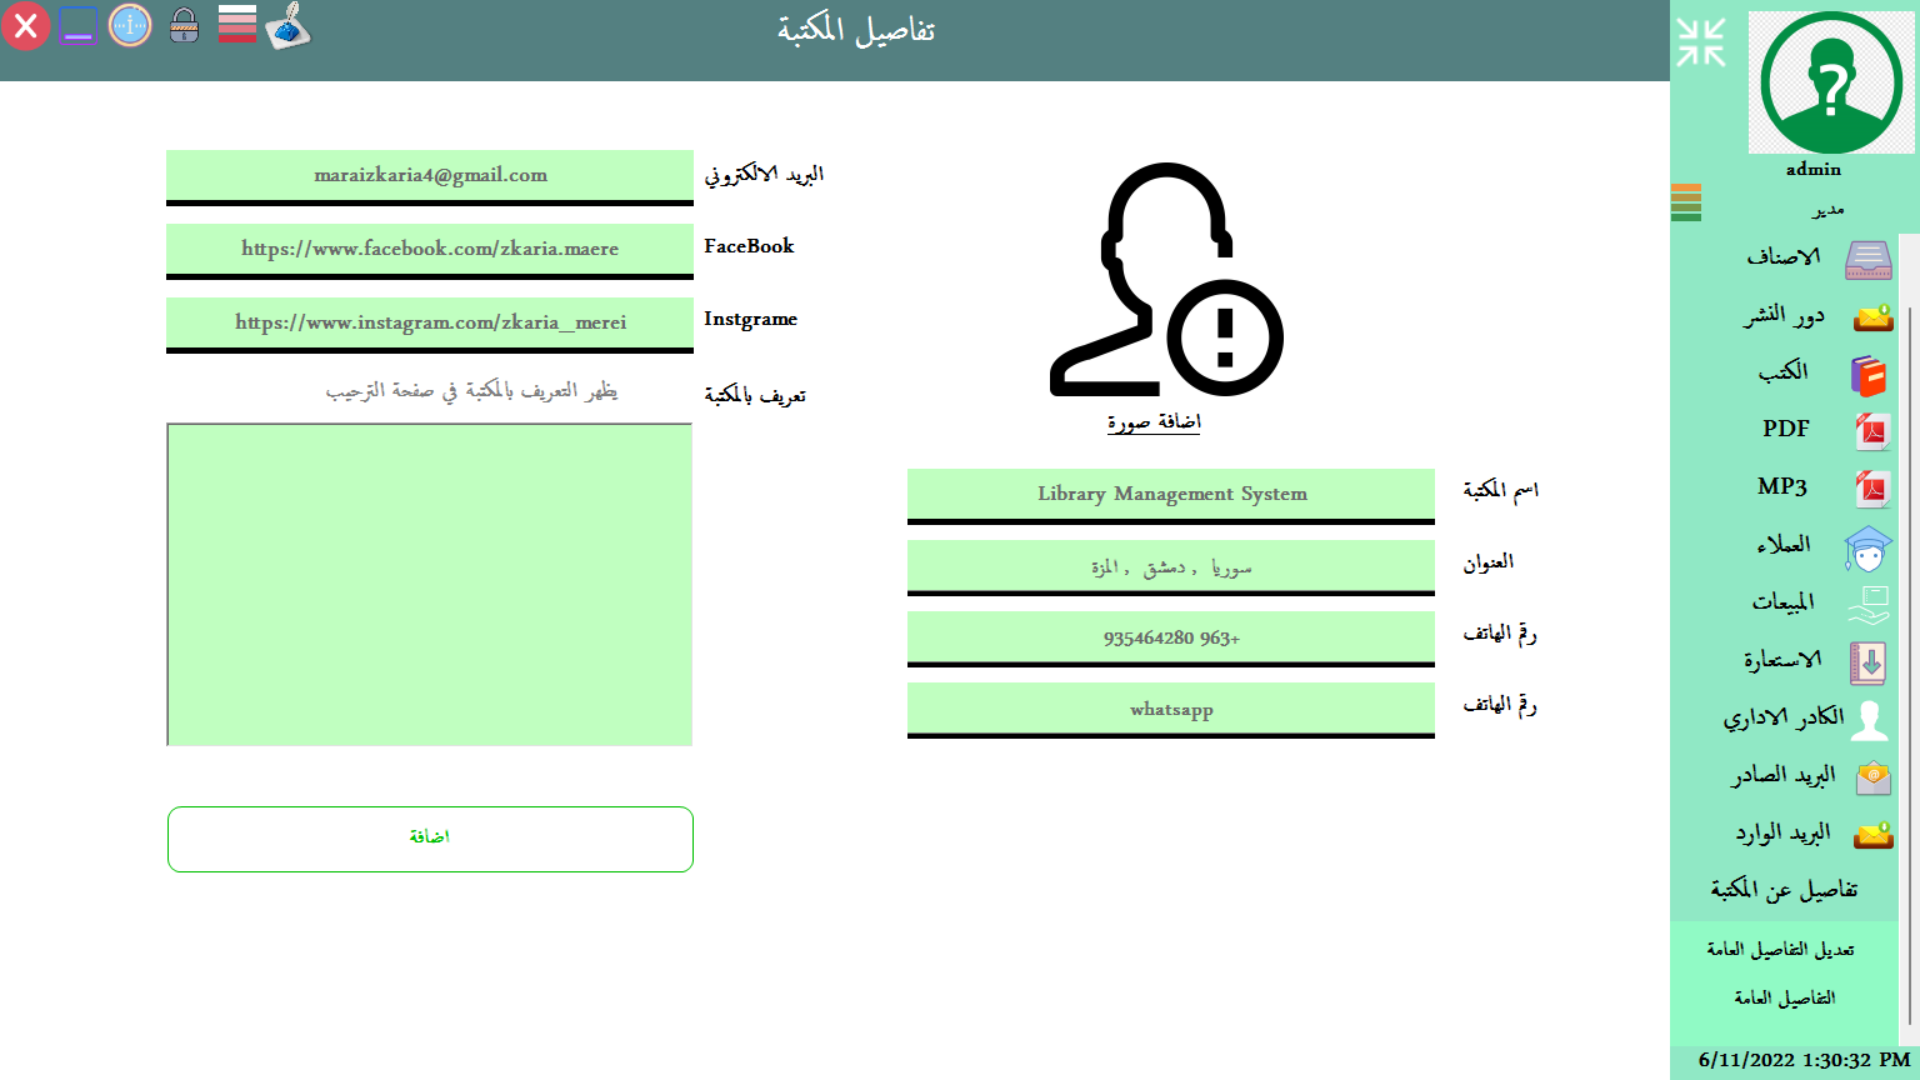 تفاصيل المكتبة
admin
مدير
الاصناف
دور النشر
الكتب
PDF
MP3
العملاء
المبيعات
الاستعارة
الكادر الاداري
البريد الصادر
البريد الوارد
تفاصيل عن المكتبة
تعديل التفاصيل العامة
التفاصيل العامة
6/11/2022 1:30:32 PM
اضافة صورة
اسم المكتبة
Library Management System
العنوان
سوريا , دمشق , المزة
رقم الهاتف
935464280 963+
رقم الهاتف
whatsapp
البريد الالكتروني
maraizkaria4@gmail.com
FaceBook
https://www.facebook.com/zkaria.maere
Instgrame
https://www.instagram.com/zkaria_merei
تعريف بالمكتبة
يظهر التعريف بالمكتبة في صفحة الترحيب
اضافة